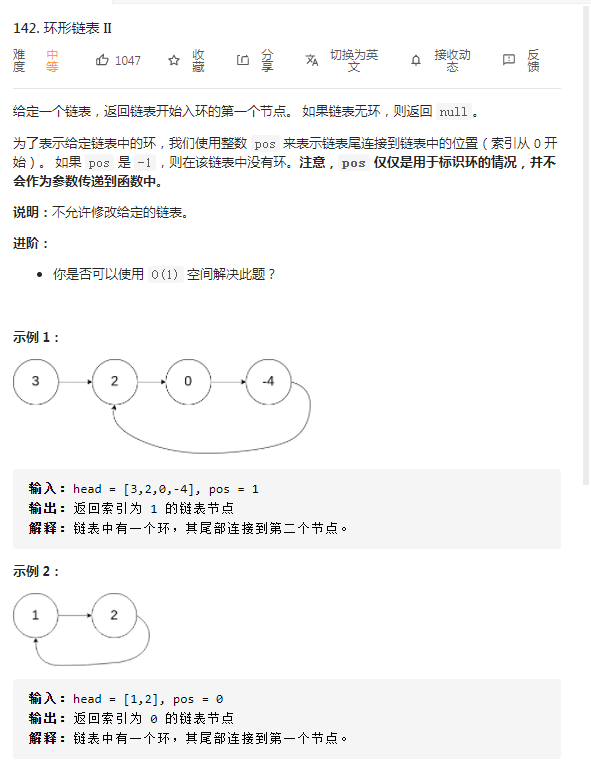 142. 环形链表 II
难度 中等 1047 收藏 分享 切换为英文 接收动态 反馈
给定一个链表，返回链表开始入环的第一个节点。 如果链表无环，则返回 null 。
为了表示给定链表中的环，我们使用整数 pos 来表示链表尾连接到链表中的位置（索引从 0 开
始）。 如果 pos 是 -1 ，则在该链表中没有环。注意，pos 仅仅是用于标识环的情况，并不
会作为参数传递到函数中。
说明：不允许修改给定的链表。
进阶：
• 你是否可以使用 O(1) 空间解决此题？
示例 1：
3 2 0 -4
输入：head = [3,2,0,-4], pos = 1
输出：返回索引为 1 的链表节点
解释：链表中有一个环，其尾部连接到第二个节点。
示例 2：
1 2
输入：head = [1,2], pos = 0
输出：返回索引为 0 的链表节点
解释：链表中有一个环，其尾部连接到第一个节点。